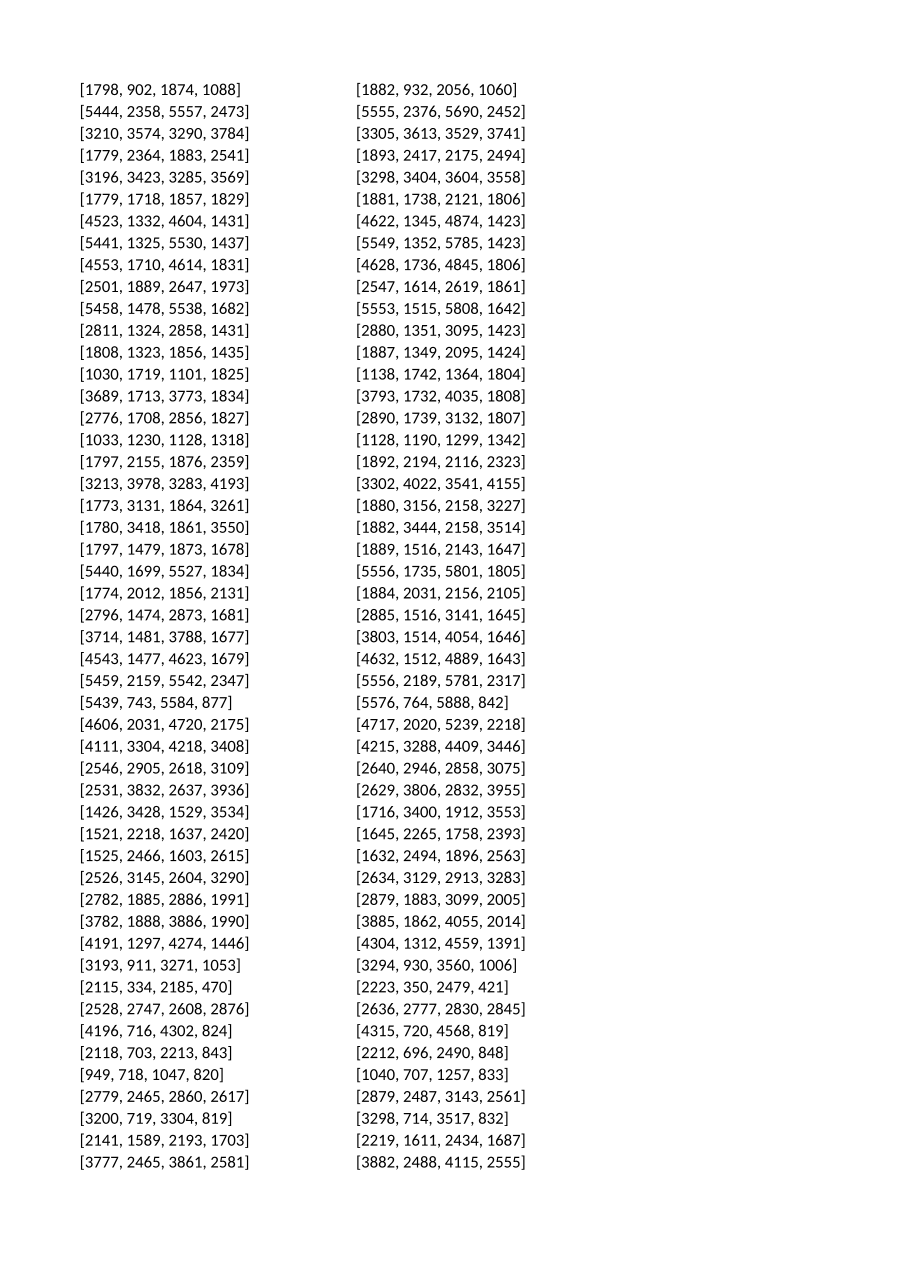 [1798, 902, 1874, 1088] [1882, 932, 2056, 1060]
[5444, 2358, 5557, 2473] [5555, 2376, 5690, 2452]
[3210, 3574, 3290, 3784] [3305, 3613, 3529, 3741]
[1779, 2364, 1883, 2541] [1893, 2417, 2175, 2494]
[3196, 3423, 3285, 3569] [3298, 3404, 3604, 3558]
[1779, 1718, 1857, 1829] [1881, 1738, 2121, 1806]
[4523, 1332, 4604, 1431] [4622, 1345, 4874, 1423]
[5441, 1325, 5530, 1437] [5549, 1352, 5785, 1423]
[4553, 1710, 4614, 1831] [4628, 1736, 4845, 1806]
[2501, 1889, 2647, 1973] [2547, 1614, 2619, 1861]
[5458, 1478, 5538, 1682] [5553, 1515, 5808, 1642]
[2811, 1324, 2858, 1431] [2880, 1351, 3095, 1423]
[1808, 1323, 1856, 1435] [1887, 1349, 2095, 1424]
[1030, 1719, 1101, 1825] [1138, 1742, 1364, 1804]
[3689, 1713, 3773, 1834] [3793, 1732, 4035, 1808]
[2776, 1708, 2856, 1827] [2890, 1739, 3132, 1807]
[1033, 1230, 1128, 1318] [1128, 1190, 1299, 1342]
[1797, 2155, 1876, 2359] [1892, 2194, 2116, 2323]
[3213, 3978, 3283, 4193] [3302, 4022, 3541, 4155]
[1773, 3131, 1864, 3261] [1880, 3156, 2158, 3227]
[1780, 3418, 1861, 3550] [1882, 3444, 2158, 3514]
[1797, 1479, 1873, 1678] [1889, 1516, 2143, 1647]
[5440, 1699, 5527, 1834] [5556, 1735, 5801, 1805]
[1774, 2012, 1856, 2131] [1884, 2031, 2156, 2105]
[2796, 1474, 2873, 1681] [2885, 1516, 3141, 1645]
[3714, 1481, 3788, 1677] [3803, 1514, 4054, 1646]
[4543, 1477, 4623, 1679] [4632, 1512, 4889, 1643]
[5459, 2159, 5542, 2347] [5556, 2189, 5781, 2317]
[5439, 743, 5584, 877] [5576, 764, 5888, 842]
[4606, 2031, 4720, 2175] [4717, 2020, 5239, 2218]
[4111, 3304, 4218, 3408] [4215, 3288, 4409, 3446]
[2546, 2905, 2618, 3109] [2640, 2946, 2858, 3075]
[2531, 3832, 2637, 3936] [2629, 3806, 2832, 3955]
[1426, 3428, 1529, 3534] [1716, 3400, 1912, 3553]
[1521, 2218, 1637, 2420] [1645, 2265, 1758, 2393]
[1525, 2466, 1603, 2615] [1632, 2494, 1896, 2563]
[2526, 3145, 2604, 3290] [2634, 3129, 2913, 3283]
[2782, 1885, 2886, 1991] [2879, 1883, 3099, 2005]
[3782, 1888, 3886, 1990] [3885, 1862, 4055, 2014]
[4191, 1297, 4274, 1446] [4304, 1312, 4559, 1391]
[3193, 911, 3271, 1053] [3294, 930, 3560, 1006]
[2115, 334, 2185, 470] [2223, 350, 2479, 421]
[2528, 2747, 2608, 2876] [2636, 2777, 2830, 2845]
[4196, 716, 4302, 824] [4315, 720, 4568, 819]
[2118, 703, 2213, 843] [2212, 696, 2490, 848]
[949, 718, 1047, 820] [1040, 707, 1257, 833]
[2779, 2465, 2860, 2617] [2879, 2487, 3143, 2561]
[3200, 719, 3304, 819] [3298, 714, 3517, 832]
[2141, 1589, 2193, 1703] [2219, 1611, 2434, 1687]
[3777, 2465, 3861, 2581] [3882, 2488, 4115, 2555]